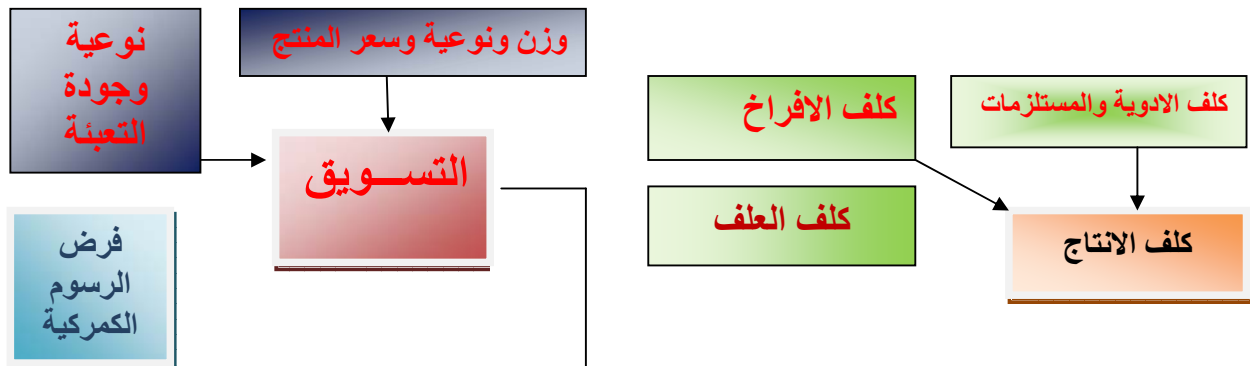 كلف الادوية والمستلزمات
كلف الافراخ
كلف العلف
كلف الانتاج
وزن ونوعية وسعر المنتج
نوعية
وجودة
التعبئة
التســـويق
فرض
الرسوم
الكمركية